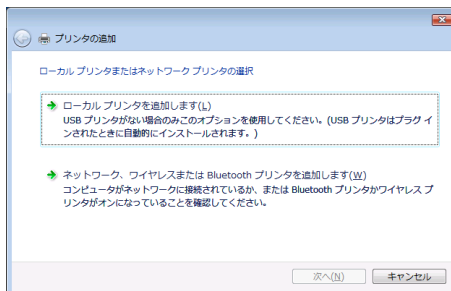 プリンタの追加
ローカル プリンタまたはネットワーク プリンタの選択
ローカル プリンタを追加します(L)
USB プリンタがない場合のみこのオプションを使用してください。(USB プリンタはプラグ イ
ンされたときに自動的にインストールされます。)
ネットワーク、ワイヤレスまたは Bluetooth プリンタを追加します(W)
コンピュータがネットワークに接続されているか、または Bluetooth プリンタかワイヤレス プ
リンタがオンになっていることを確認してください。
次へ(N) キャンセル